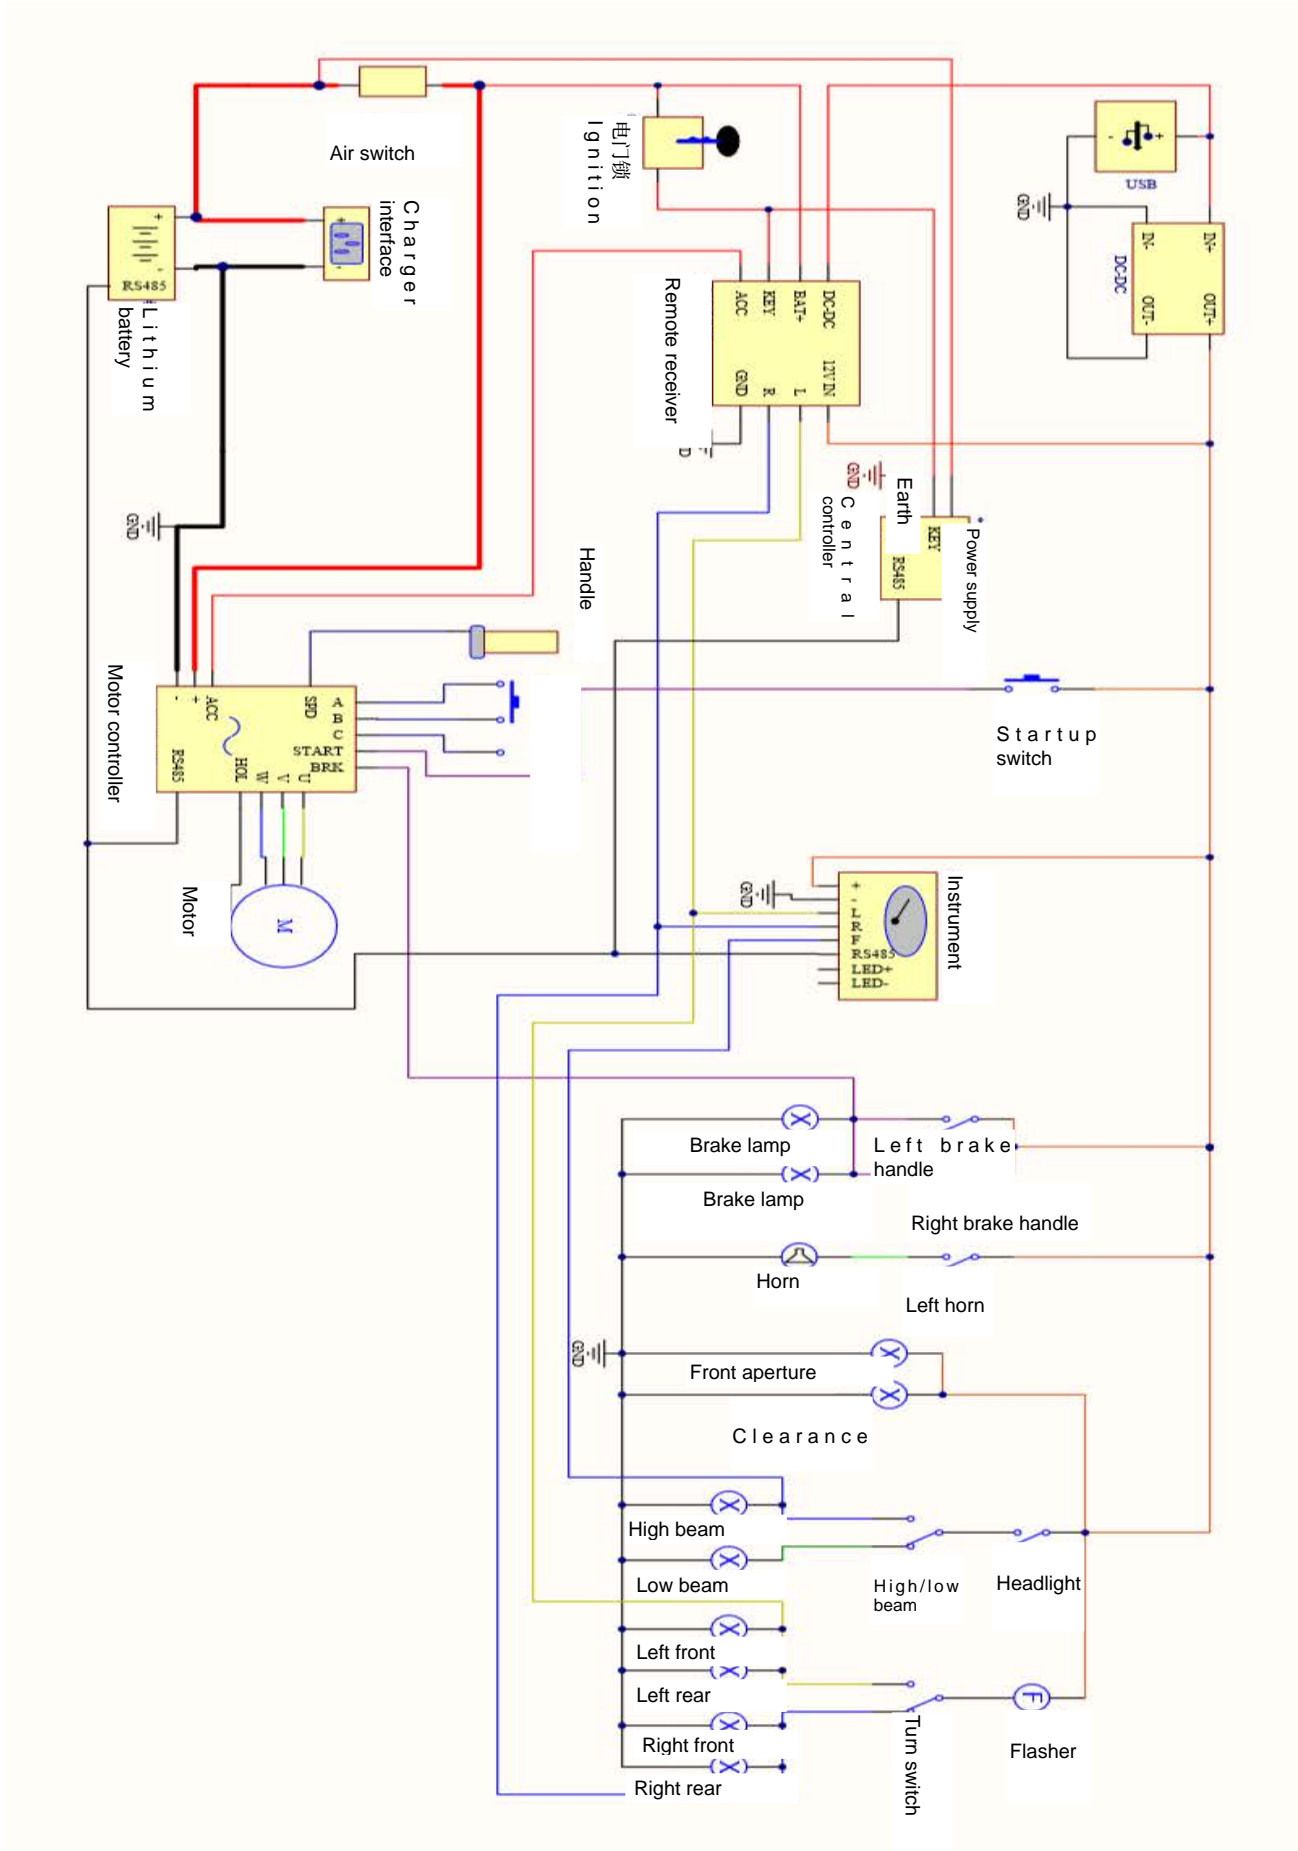 Air switch
电门锁
Ignition
+
-
USB
GND
IN-
IN+
DC-DC
OUT-
OUT+
+
-
RS485
Lithium
battery
+
-
Charger
interface
Remote receiver
ACC
KEY
BAT+
DC-DC
GND
R
L
12V IN
D
GND
Earth
Central
controller
KEY
RS485
Power supply
GND
Handle
Motor controller
-
+
ACC
SPD
A
B
C
START
BRK
RS485
HOL
W
V
U
Motor
M
Startup
switch
Instrument
GND
+
-
L
R
F
RS485
LED+
LED-
Brake lamp
Left brake
handle
Brake lamp
Right brake handle
Horn
Left horn
GND
Front aperture
Clearance
High beam
Low beam
High/low
beam
Headlight
Left front
Left rear
Right front
Right rear
Turn switch
F
Flasher